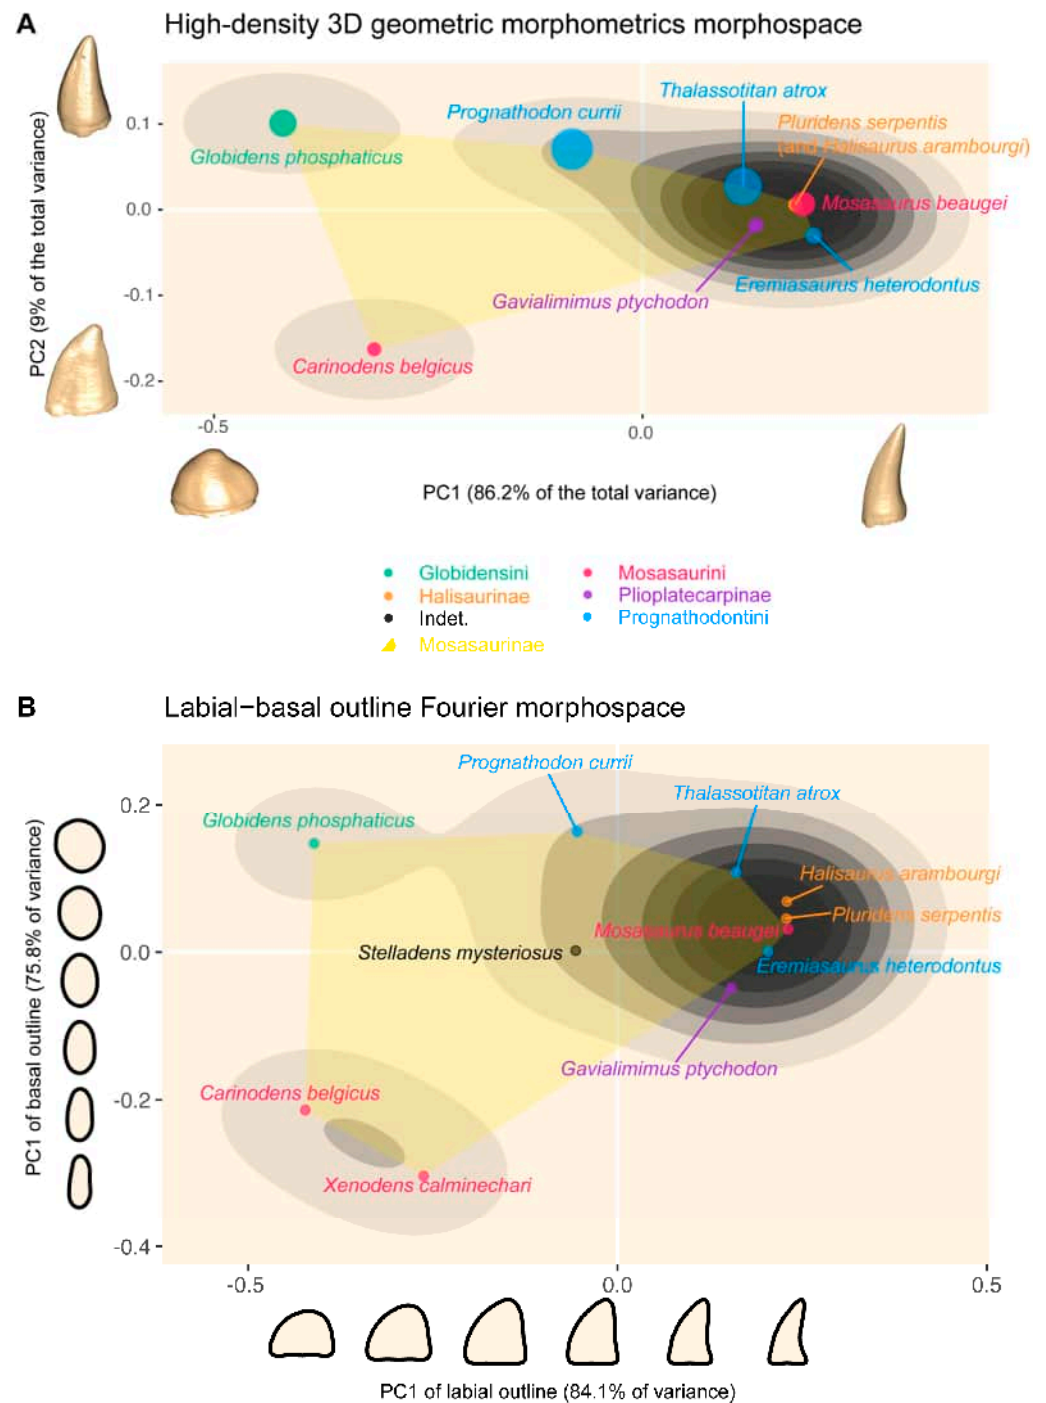 A
High-density 3D geometric morphometrics morphospace
PC2 (9% of the total variance)
0.1
0.0
-0.1
-0.2
Thalassotitan atrox
Prognathodon currii
Pluridens serpentis
(and Halisaurus arambourgi)
Globidens phosphaticus
Mosasaurus beaugei
Eremiasaurus heterodontus
Gavialimimus ptychodon
Carinodens belgicus
-0.5
0.0
PC1 (86.2% of the total variance)
Globidensini
Mosasaurini
Halisaurinae
Plioplatecarpinae
Indet.
Prognathodontini
Mosasaurinae
B
Labial−basal outline Fourier morphospace
PC1 of basal outline (75.8% of variance)
0.2
0.0
-0.2
-0.4
Prognathodon currii
Thalassotitan atrox
Globidens phosphaticus
Halisaurus arambourgi
Pluridens serpentis
Mosasaurus beaugei
Stelladens mysteriosus
Eremiasaurus heterodontus
Gavialimimus ptychodon
Carinodens belgicus
Xenodens calminechari
-0.5
0.0
0.5
PC1 of labial outline (84.1% of variance)